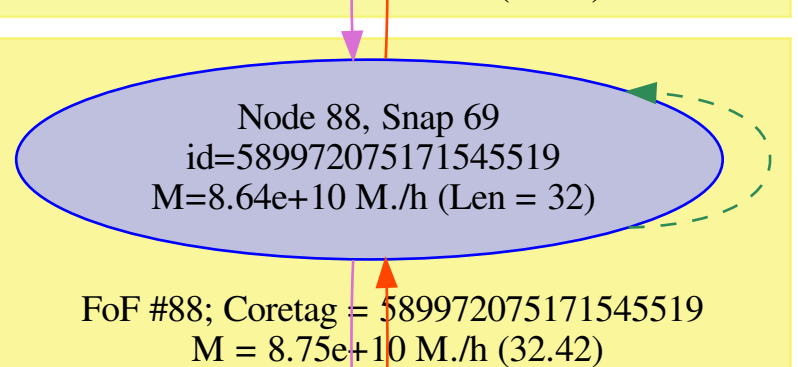 Node 88, Snap 69
id=589972075171545519
M=8.64e+10 M./h (Len = 32)
FoF #88; Coretag = 589972075171545519
M = 8.75e+10 M./h (32.42)